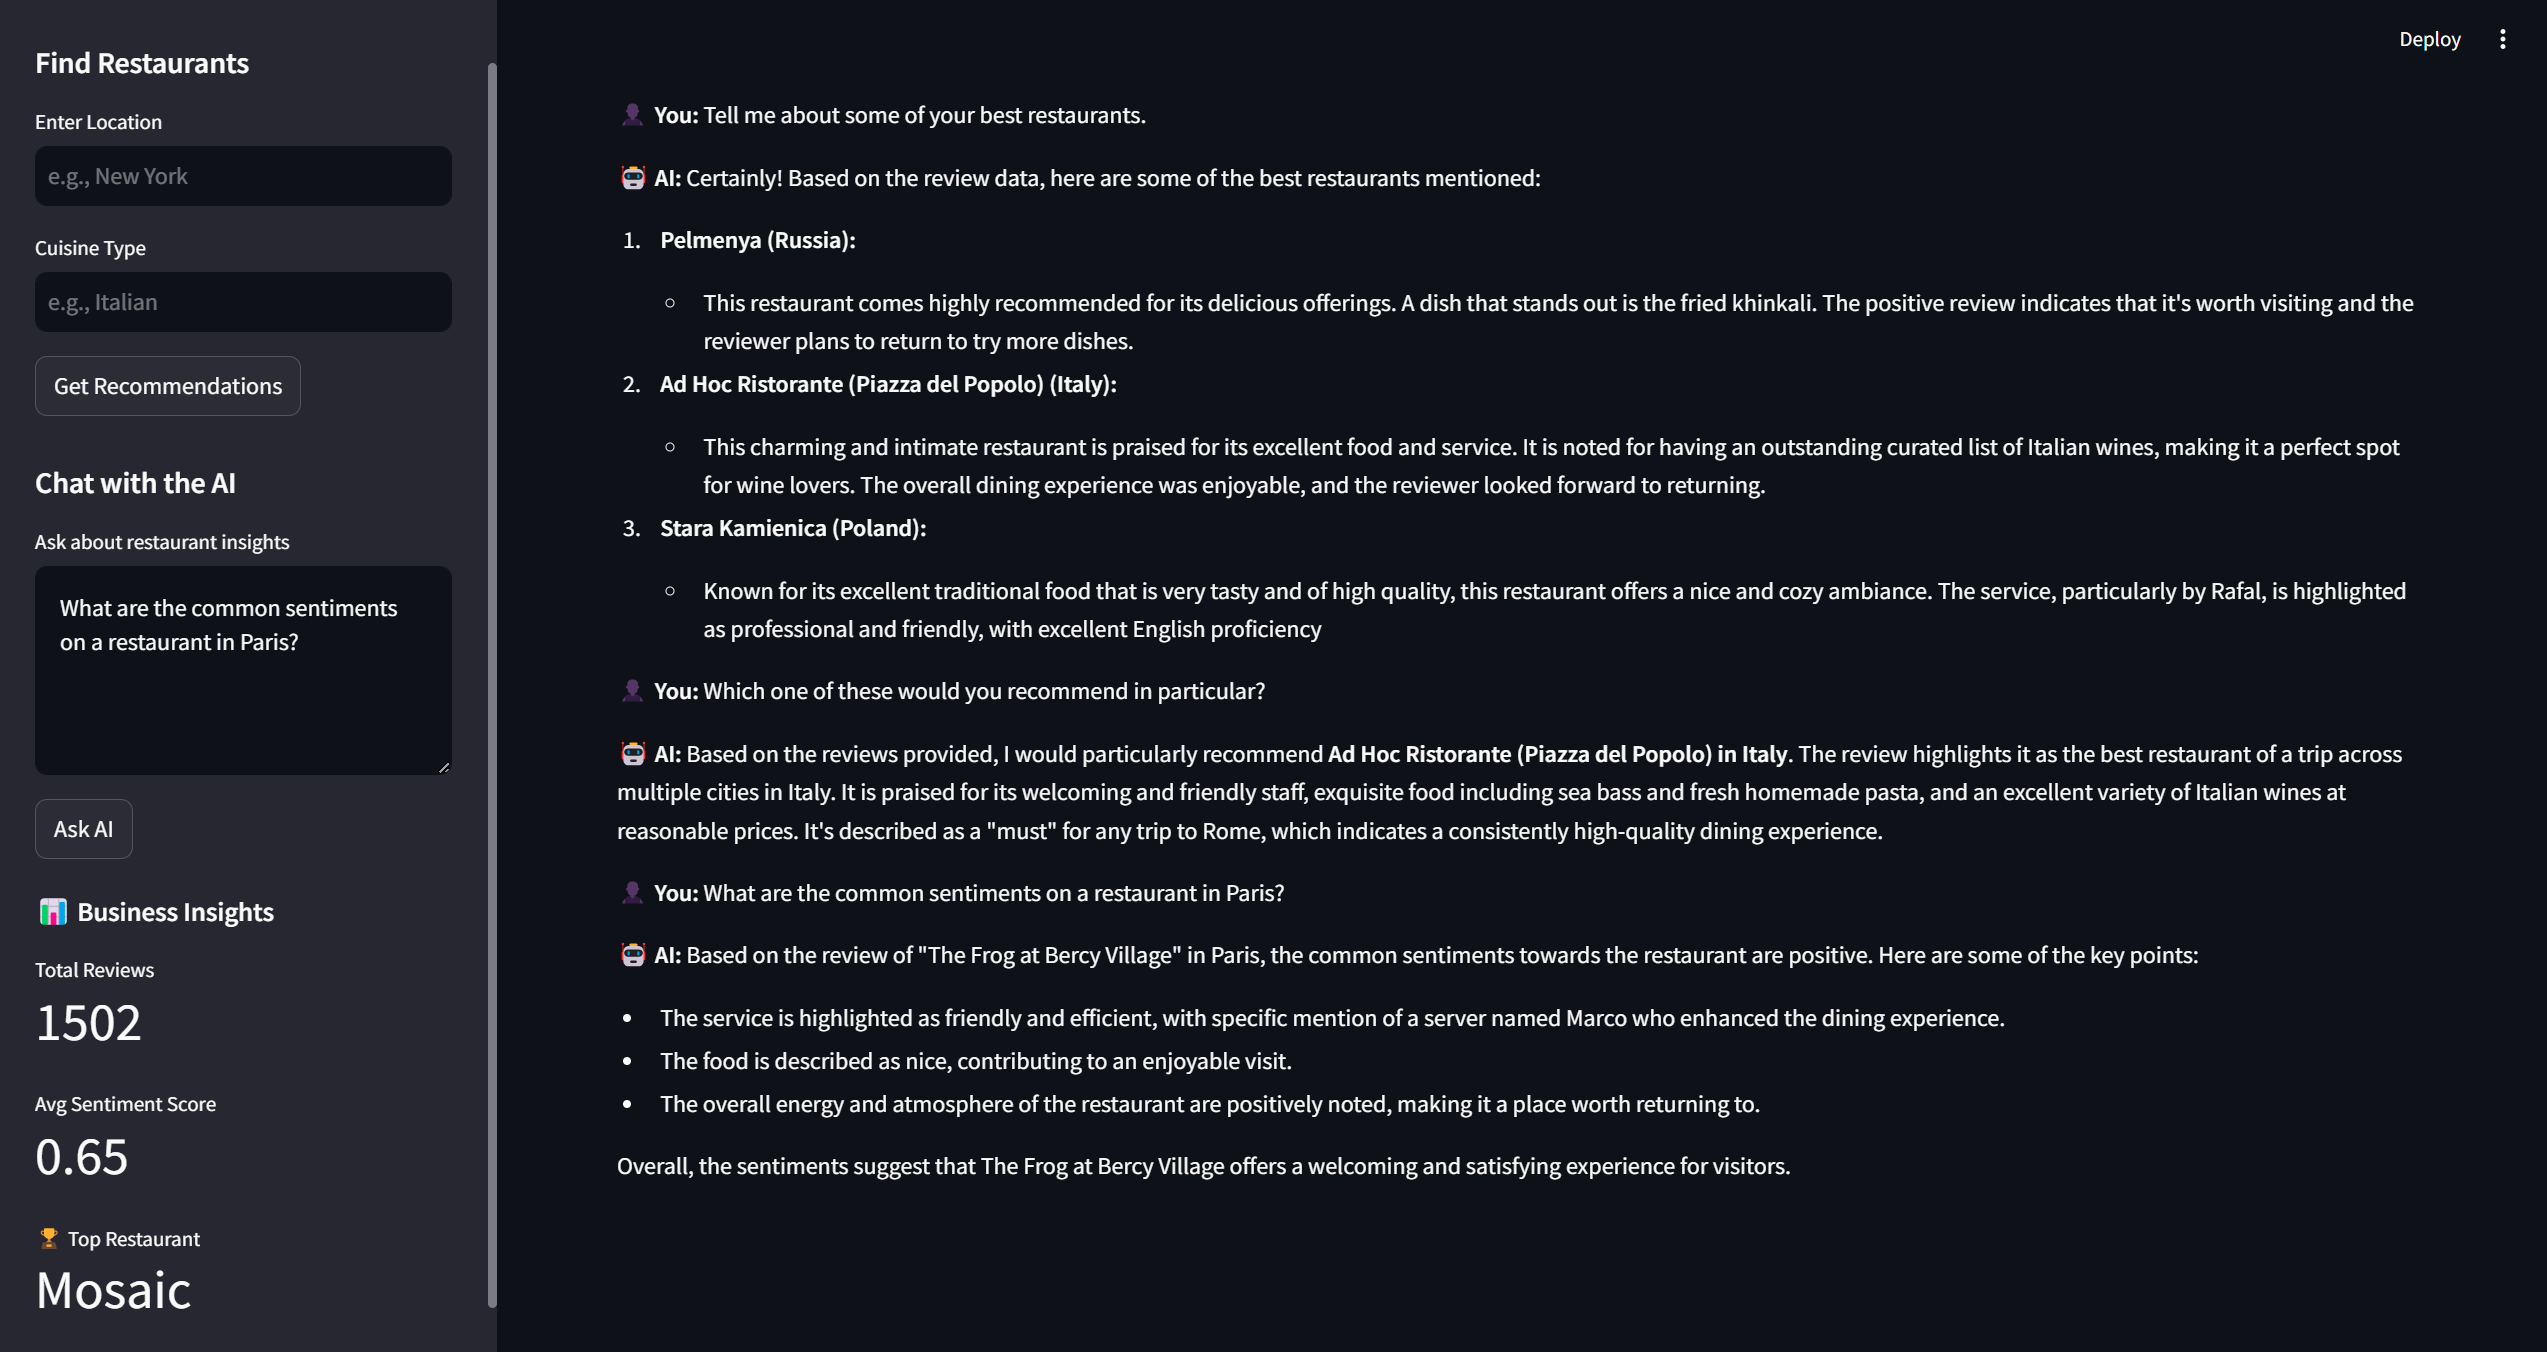 Find Restaurants
Enter Location
e.g., New York
Cuisine Type
e.g., Italian
Get Recommendations
Chat with the AI
Ask about restaurant insights
What are the common sentiments
on a restaurant in Paris?
Ask AI
Business Insights
Total Reviews
1502
Avg Sentiment Score
0.65
Top Restaurant
Mosaic
Deploy
You: Tell me about some of your best restaurants.
AI: Certainly! Based on the review data, here are some of the best restaurants mentioned:
1. Pelmenya (Russia):
This restaurant comes highly recommended for its delicious offerings. A dish that stands out is the fried khinkali. The positive review indicates that it's worth visiting and the
reviewer plans to return to try more dishes.
2. Ad Hoc Ristorante (Piazza del Popolo) (Italy):
This charming and intimate restaurant is praised for its excellent food and service. It is noted for having an outstanding curated list of Italian wines, making it a perfect spot
for wine lovers. The overall dining experience was enjoyable, and the reviewer looked forward to returning.
3. Stara Kamienica (Poland):
Known for its excellent traditional food that is very tasty and of high quality, this restaurant offers a nice and cozy ambiance. The service, particularly by Rafal, is highlighted
as professional and friendly, with excellent English proficiency
You: Which one of these would you recommend in particular?
AI: Based on the reviews provided, I would particularly recommend Ad Hoc Ristorante (Piazza del Popolo) in Italy. The review highlights it as the best restaurant of a trip across
multiple cities in Italy. It is praised for its welcoming and friendly staff, exquisite food including sea bass and fresh homemade pasta, and an excellent variety of Italian wines at
reasonable prices. It's described as a "must" for any trip to Rome, which indicates a consistently high-quality dining experience.
You: What are the common sentiments on a restaurant in Paris?
AI: Based on the review of "The Frog at Bercy Village" in Paris, the common sentiments towards the restaurant are positive. Here are some of the key points:
• The service is highlighted as friendly and efficient, with specific mention of a server named Marco who enhanced the dining experience.
• The food is described as nice, contributing to an enjoyable visit.
• The overall energy and atmosphere of the restaurant are positively noted, making it a place worth returning to.
Overall, the sentiments suggest that The Frog at Bercy Village offers a welcoming and satisfying experience for visitors.